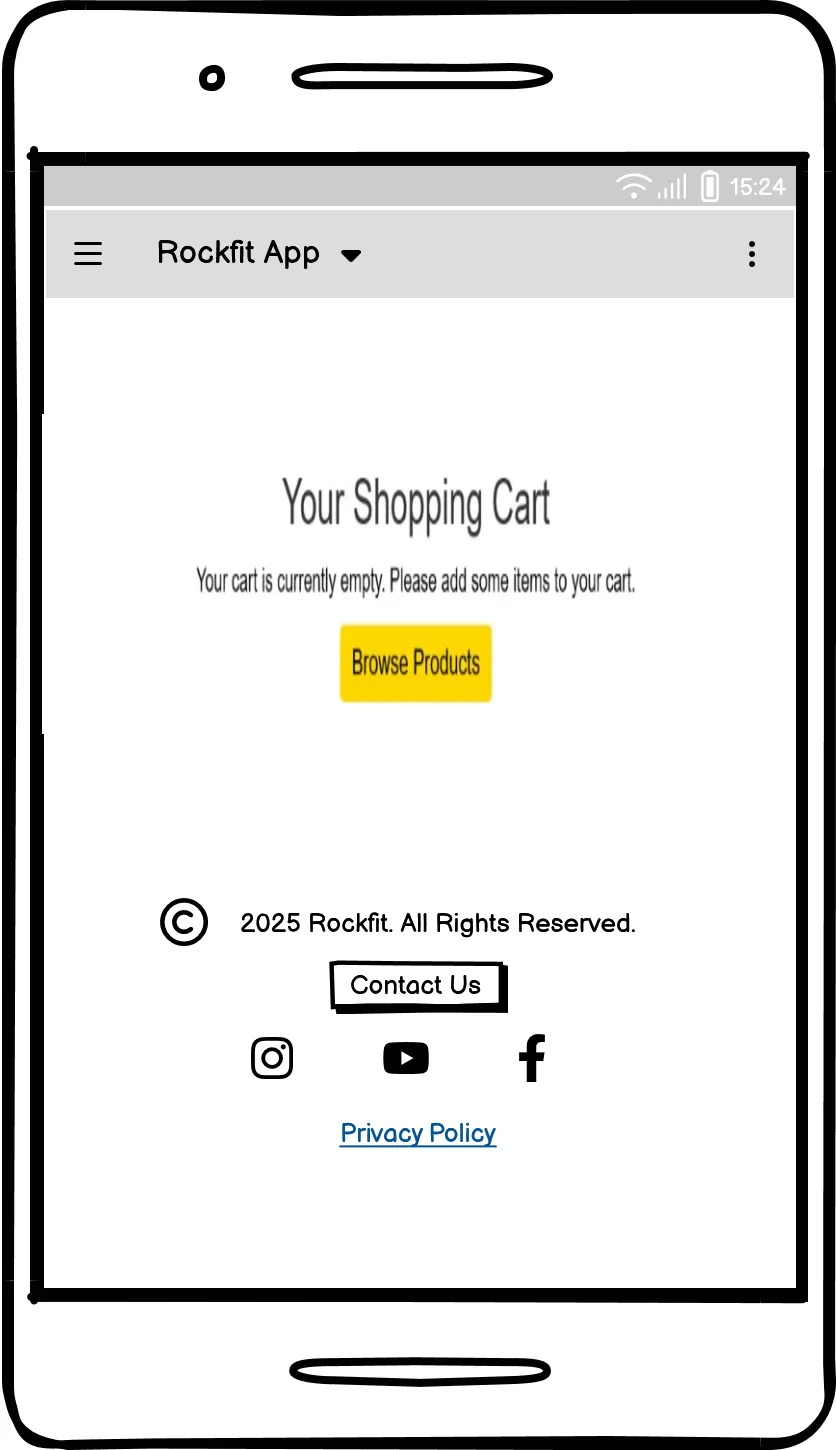 15:24
Rockfit App
Your Shopping Cart
Your cart is currently empty. Please add some items to your cart.
Browse Products
© 2025 Rockfit. All Rights Reserved.
Contact Us
Privacy Policy